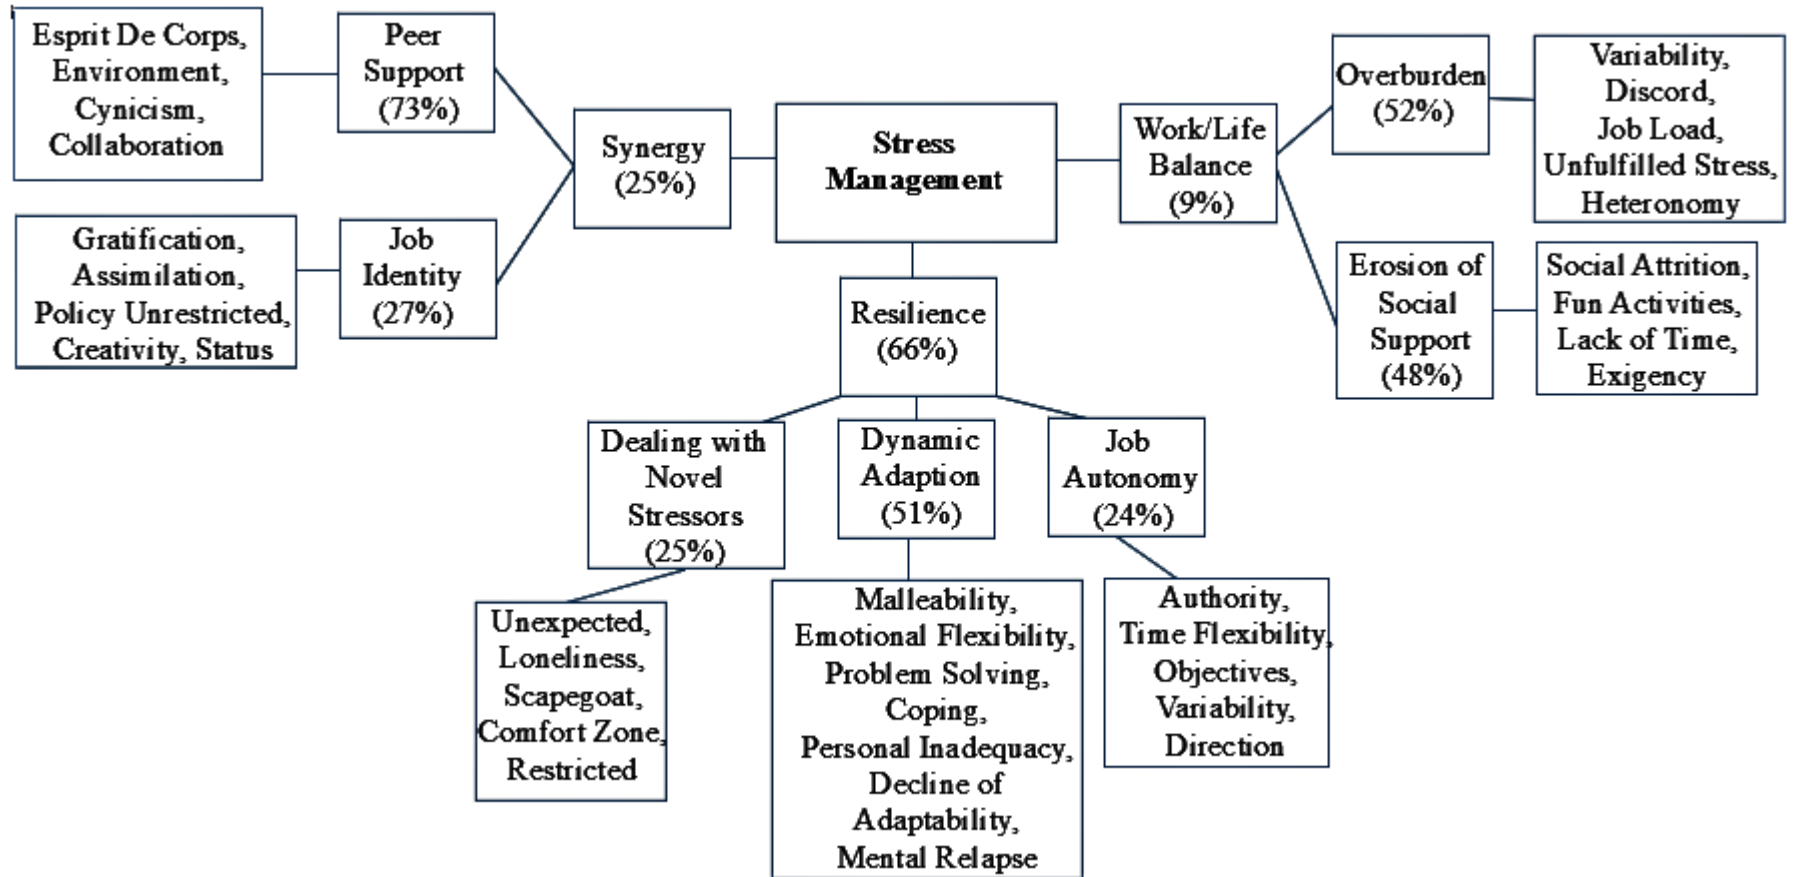 Esprit De Corps,
Environment,
Cynicism,
Collaboration
Peer
Support
(73%)
Gratification,
Assimilation,
Policy Unrestricted,
Creativity, Status
Job
Identity
(27%)
Synergy
(25%)
Stress
Management
Work/Life
Balance
(9%)
Overburden
(52%)
Variability,
Discord,
Job Load,
Unfulfilled Stress,
Heteronomy
Erosion of
Social
Support
(48%)
Social Attrition,
Fun Activities,
Lack of Time,
Exigency
Resilience
(66%)
Dealing with
Novel
Stressors
(25%)
Dynamic
Adaption
(51%)
Job
Autonomy
(24%)
Unexpected,
Loneliness,
Scapegoat,
Comfort Zone,
Restricted
Malleability,
Emotional Flexibility,
Problem Solving,
Coping,
Personal Inadequacy,
Decline of
Adaptability,
Mental Relapse
Authority,
Time Flexibility,
Objectives,
Variability,
Direction